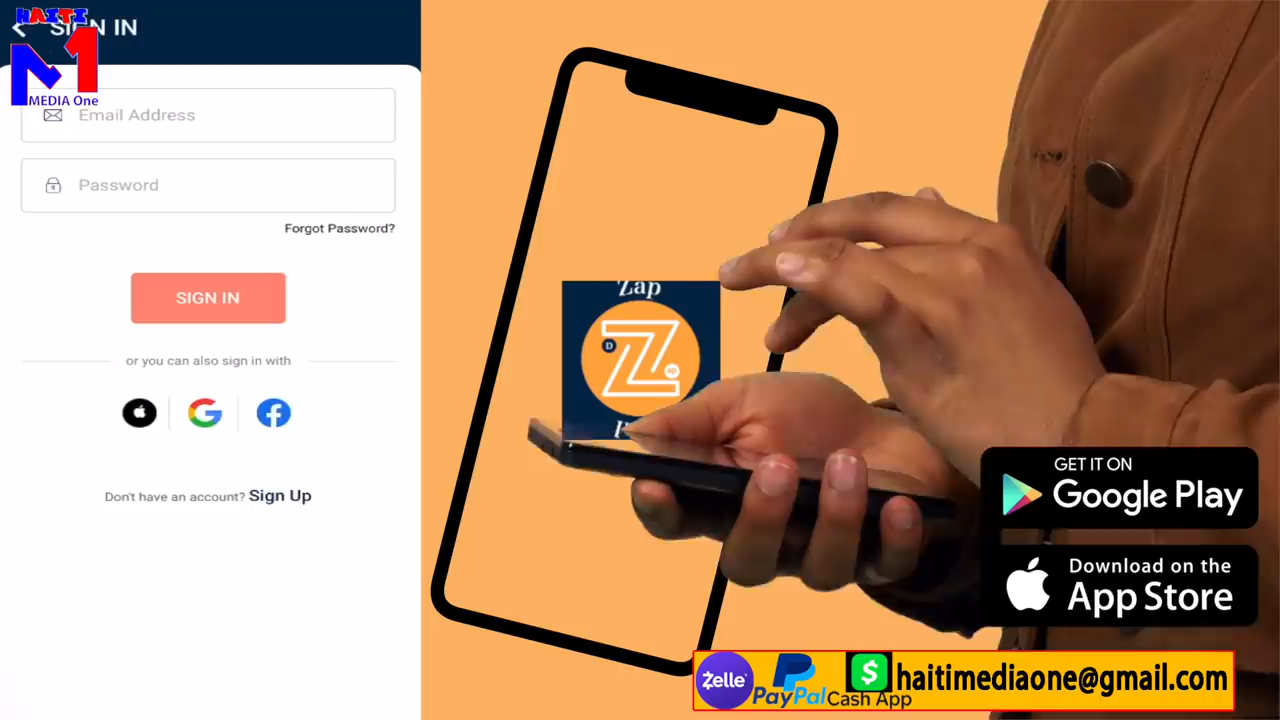 HAITI
M1
MEDIA One
SIGN IN
Email Address
Password
Forgot Password?
SIGN IN
or you can also sign in with
Don't have an account? Sign Up
Zap
Z
D
GET IT ON
Google Play
Download on the
App Store
Zelle
PayPal
$
Cash App
haitimediaone@gmail.com